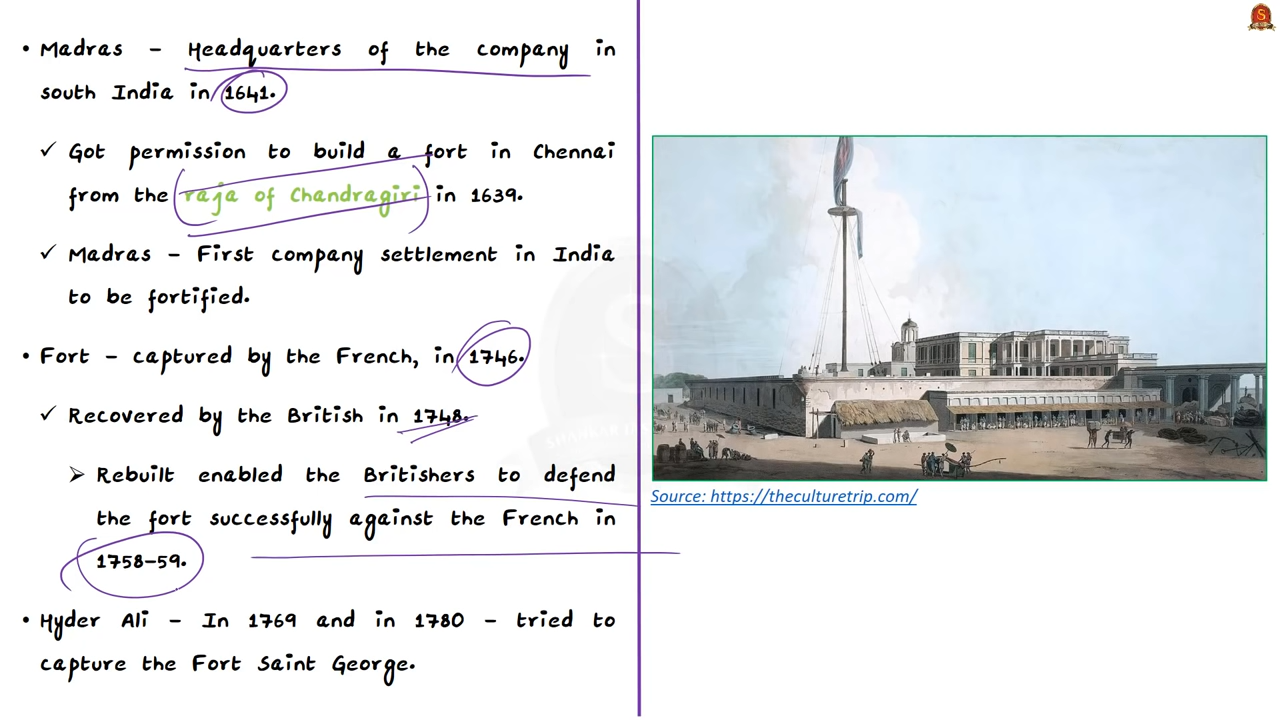 • Madras – Headquarters of the company in
south India in 1641.
✓ Got permission to build a fort in Chennai
from the raja of Chandragiri in 1639.
✓ Madras – First company settlement in India
to be fortified.
• Fort – captured by the French, in 1746.
✓ Recovered by the British in 1748.
➢ Rebuilt enabled the Britishers to defend
the fort successfully against the French in
1758–59.
• Hyder Ali – In 1769 and in 1780 – tried to
capture the Fort Saint George.
Source: https://theculturetrip.com/